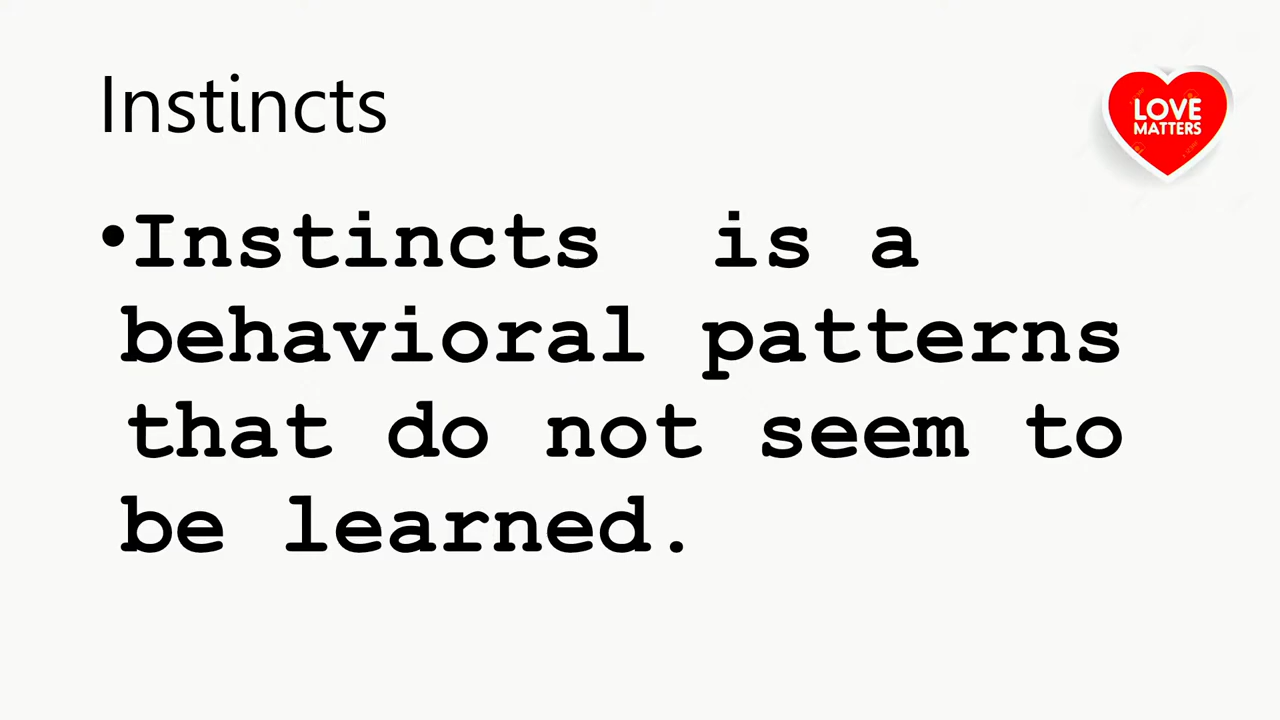 Instincts
LOVE
MATTERS
•Instincts is a
behavioral patterns
that do not seem to
be learned.